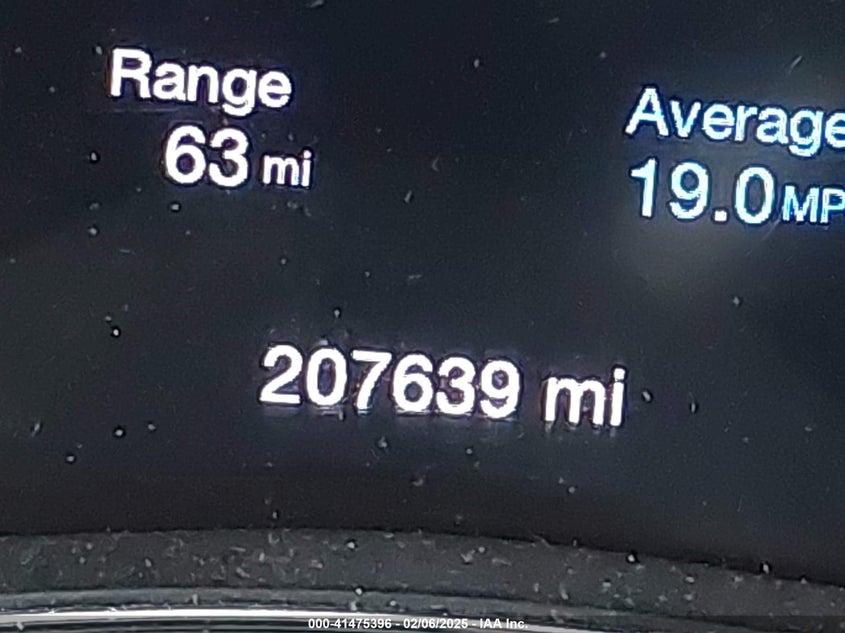 Range
63 mi
Average
19.0 MP
207639 mi
000-41475396 - 02/06/2025 - IAA Inc.